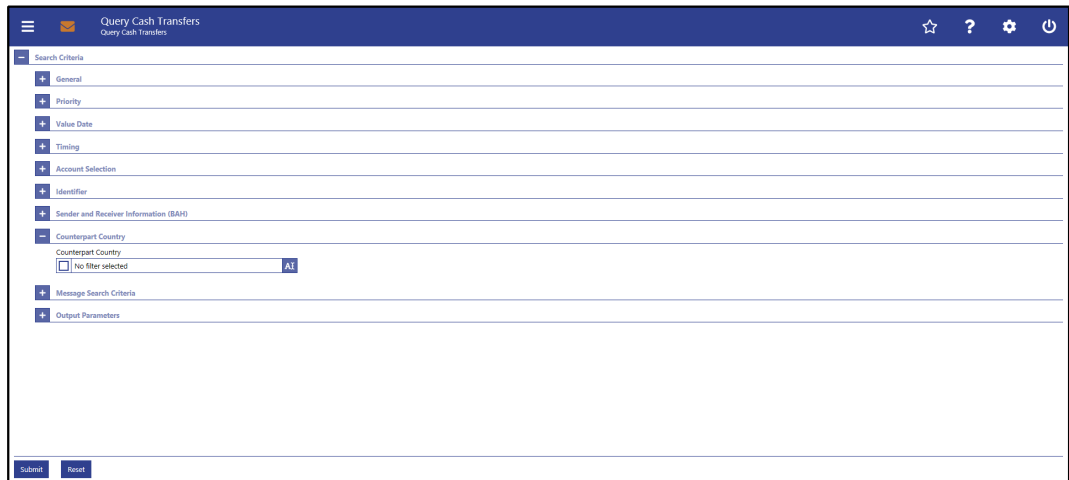 Query Cash Transfers
Query Cash Transfers
Search Criteria
General
Priority
Value Date
Timing
Account Selection
Identifier
Sender and Receiver Information (BAH)
Counterpart Country
Counterpart Country
No filter selected AI
Message Search Criteria
Output Parameters
Submit Reset